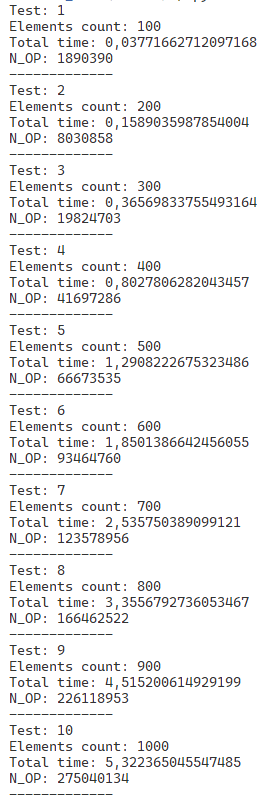 Test: 1
Elements count: 100
Total time: 0,03771662712097168
N_OP: 1890390
-------------
Test: 2
Elements count: 200
Total time: 0,1589035987854004
N_OP: 8030858
-------------
Test: 3
Elements count: 300
Total time: 0,36569833755493164
N_OP: 19824703
-------------
Test: 4
Elements count: 400
Total time: 0,8027806282043457
N_OP: 41697286
-------------
Test: 5
Elements count: 500
Total time: 1,2908222675323486
N_OP: 66673535
-------------
Test: 6
Elements count: 600
Total time: 1,8501386642456055
N_OP: 93464760
-------------
Test: 7
Elements count: 700
Total time: 2,535750389099121
N_OP: 123578956
-------------
Test: 8
Elements count: 800
Total time: 3,3556792736053467
N_OP: 166462522
-------------
Test: 9
Elements count: 900
Total time: 4,515200614929199
N_OP: 226118953
-------------
Test: 10
Elements count: 1000
Total time: 5,322365045547485
N_OP: 275040134
-------------